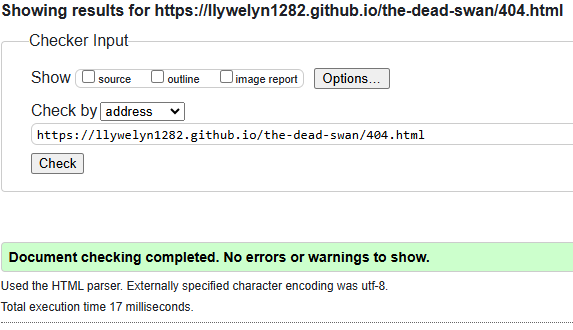 Showing results for https://llywelyn1282.github.io/the-dead-swan/404.html
Checker Input
Show source outline image report Options...
Check by address
https://llywelyn1282.github.io/the-dead-swan/404.html
Check
Document checking completed. No errors or warnings to show.
Used the HTML parser. Externally specified character encoding was utf-8.
Total execution time 17 milliseconds.